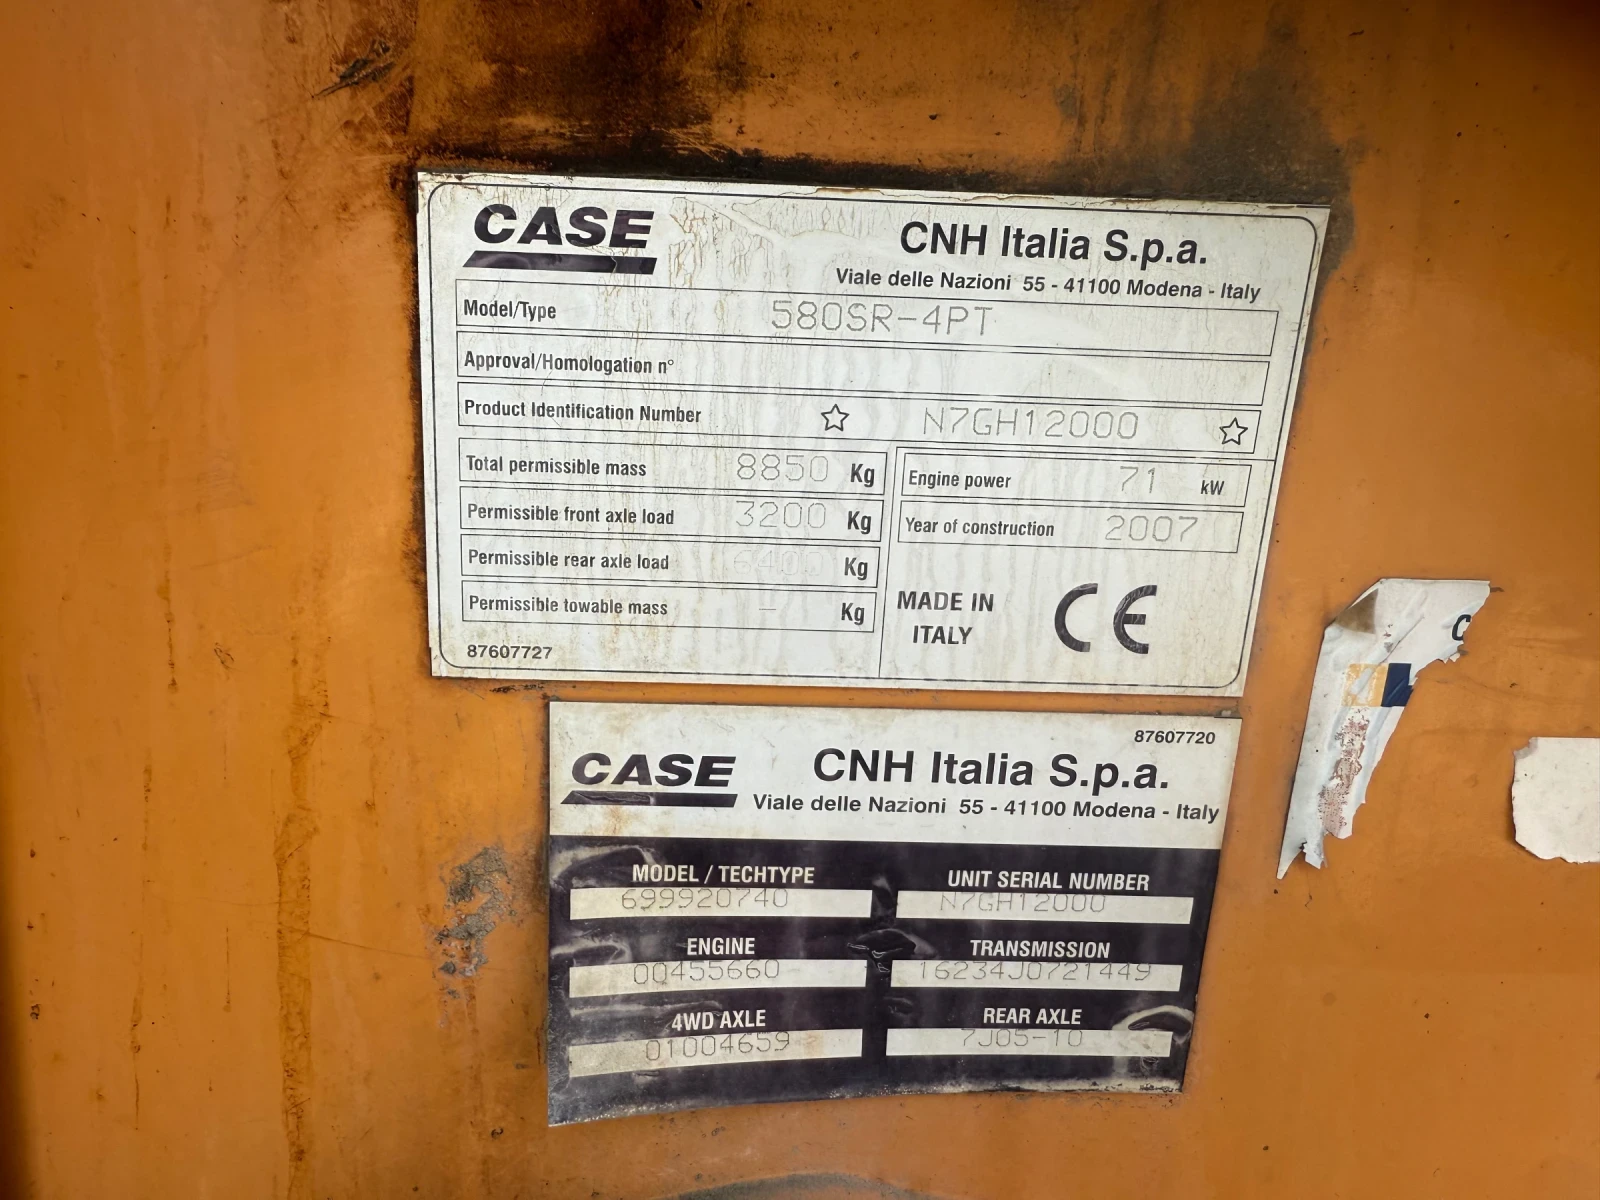 CASE
CNH Italia S.p.a.
Viale delle Nazioni 55 - 41100 Modena - Italy
Model/Type 580SR-4PT
Approval/Homologation n°
Product Identification Number ☆ N7GH12000 ☆
Total permissible mass 8850 Kg
Permissible front axle load 3200 Kg
Permissible rear axle load 6400 Kg
Permissible towable mass - Kg
87607727
Engine power 71 kW
Year of construction 2007
MADE IN
ITALY
CE
87607720
CASE
CNH Italia S.p.a.
Viale delle Nazioni 55 - 41100 Modena - Italy
MODEL / TECHTYPE
699920740
UNIT SERIAL NUMBER
N7GH12000
ENGINE
00455660
TRANSMISSION
16234J0721449
4WD AXLE
01004659
REAR AXLE
7J05-10
C